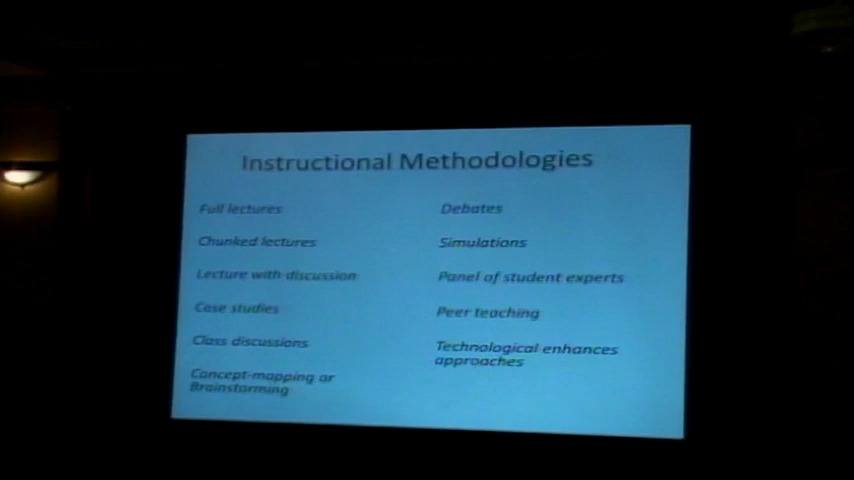 Instructional Methodologies
Full lectures
Chunked lectures
Lecture with discussion
Case studies
Class discussions
Concept-mapping or
Brainstorming
Debates
Simulations
Panel of student experts
Peer teaching
Technological enhances
approaches